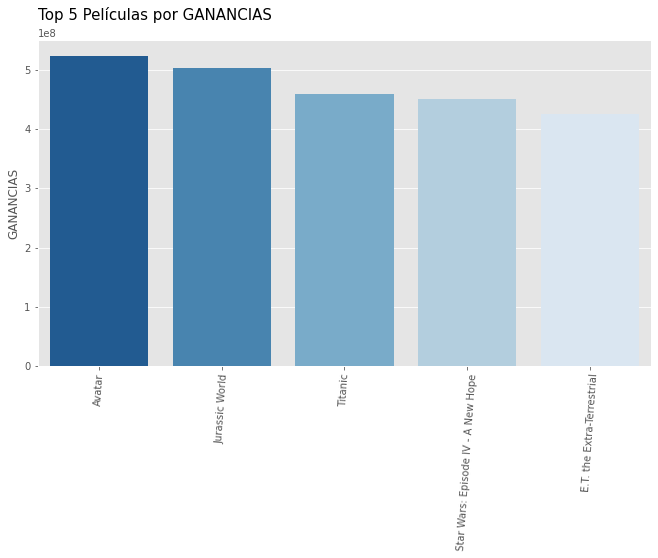 Top 5 Películas por GANANCIAS
1e8
5
4
3
2
1
0
GANANCIAS
Avatar
Jurassic World
Titanic
Star Wars: Episode IV - A New Hope
E.T. the Extra-Terrestrial